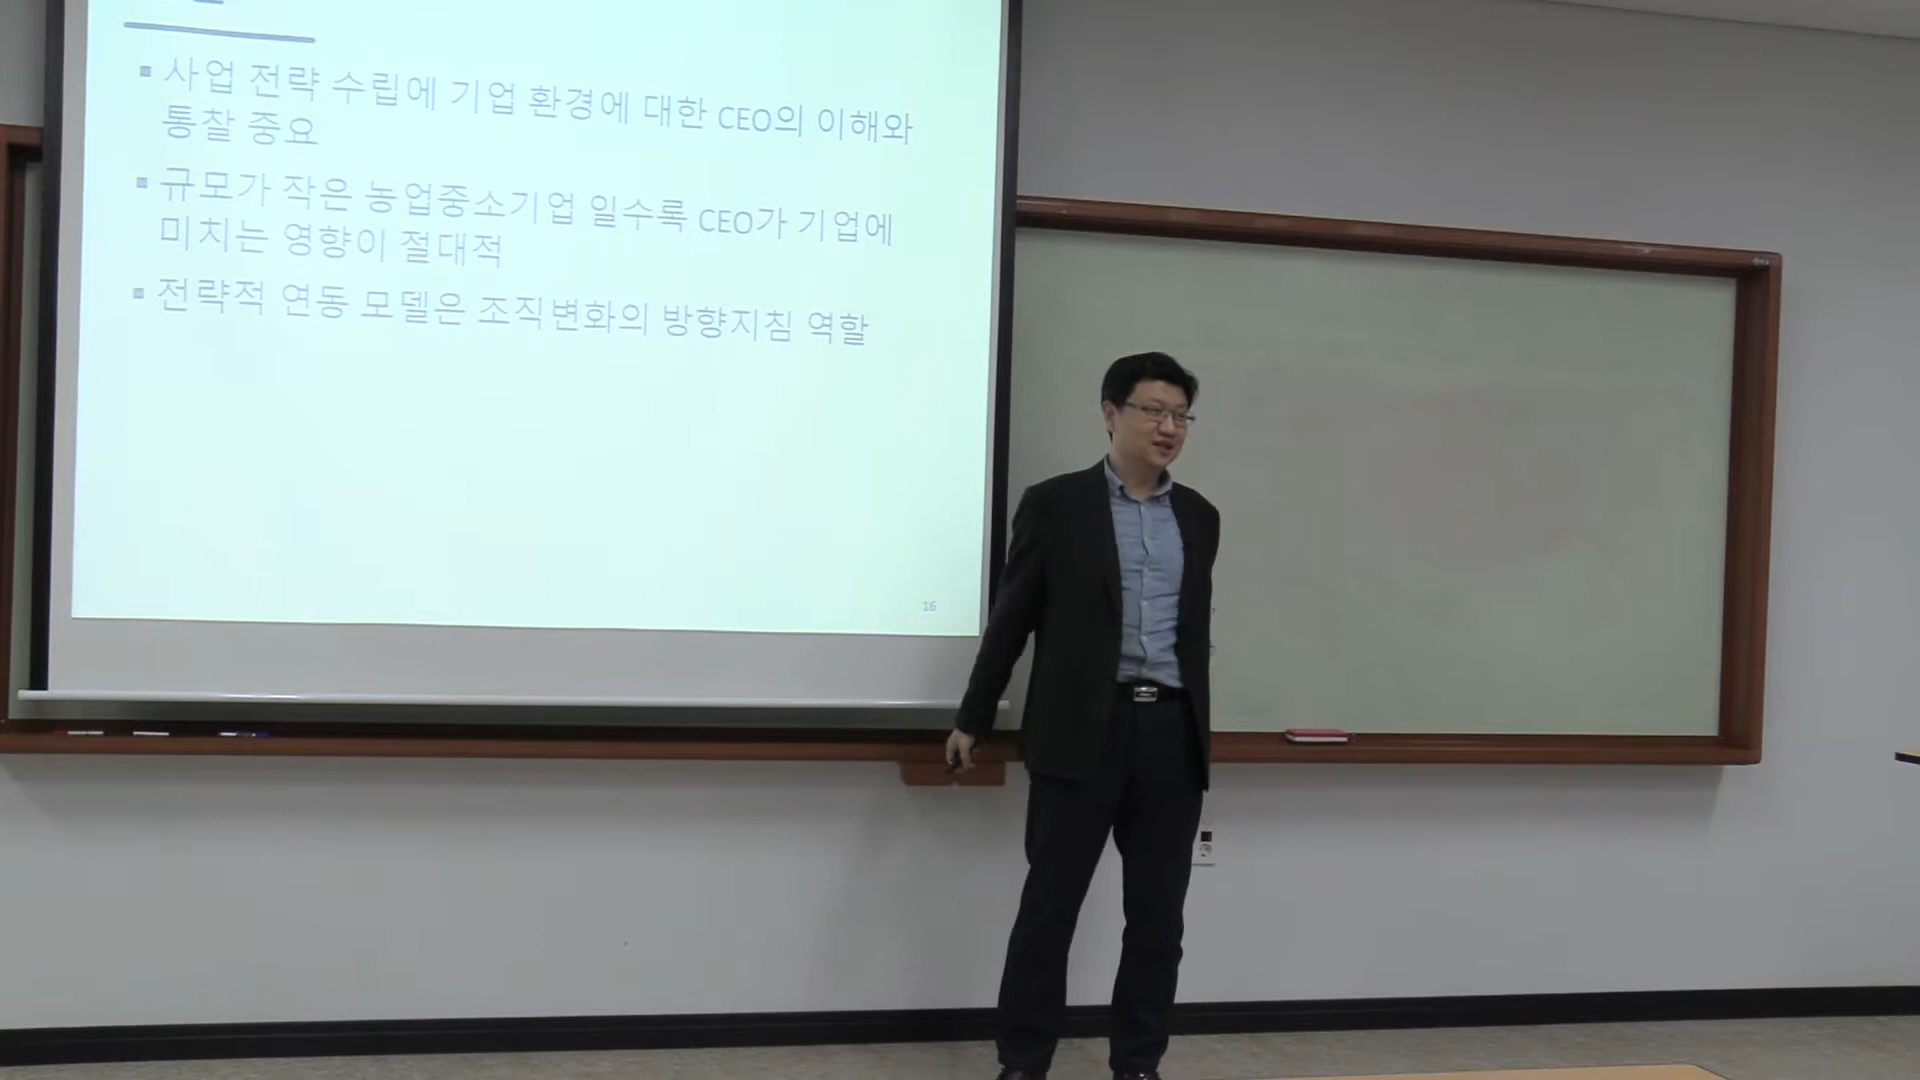 ▪ 사업 전략 수립에 기업 환경에 대한 CEO의 이해와
통찰 중요
▪ 규모가 작은 농업중소기업 일수록 CEO가 기업에
미치는 영향이 절대적
▪ 전략적 연동 모델은 조직변화의 방향지침 역할
16